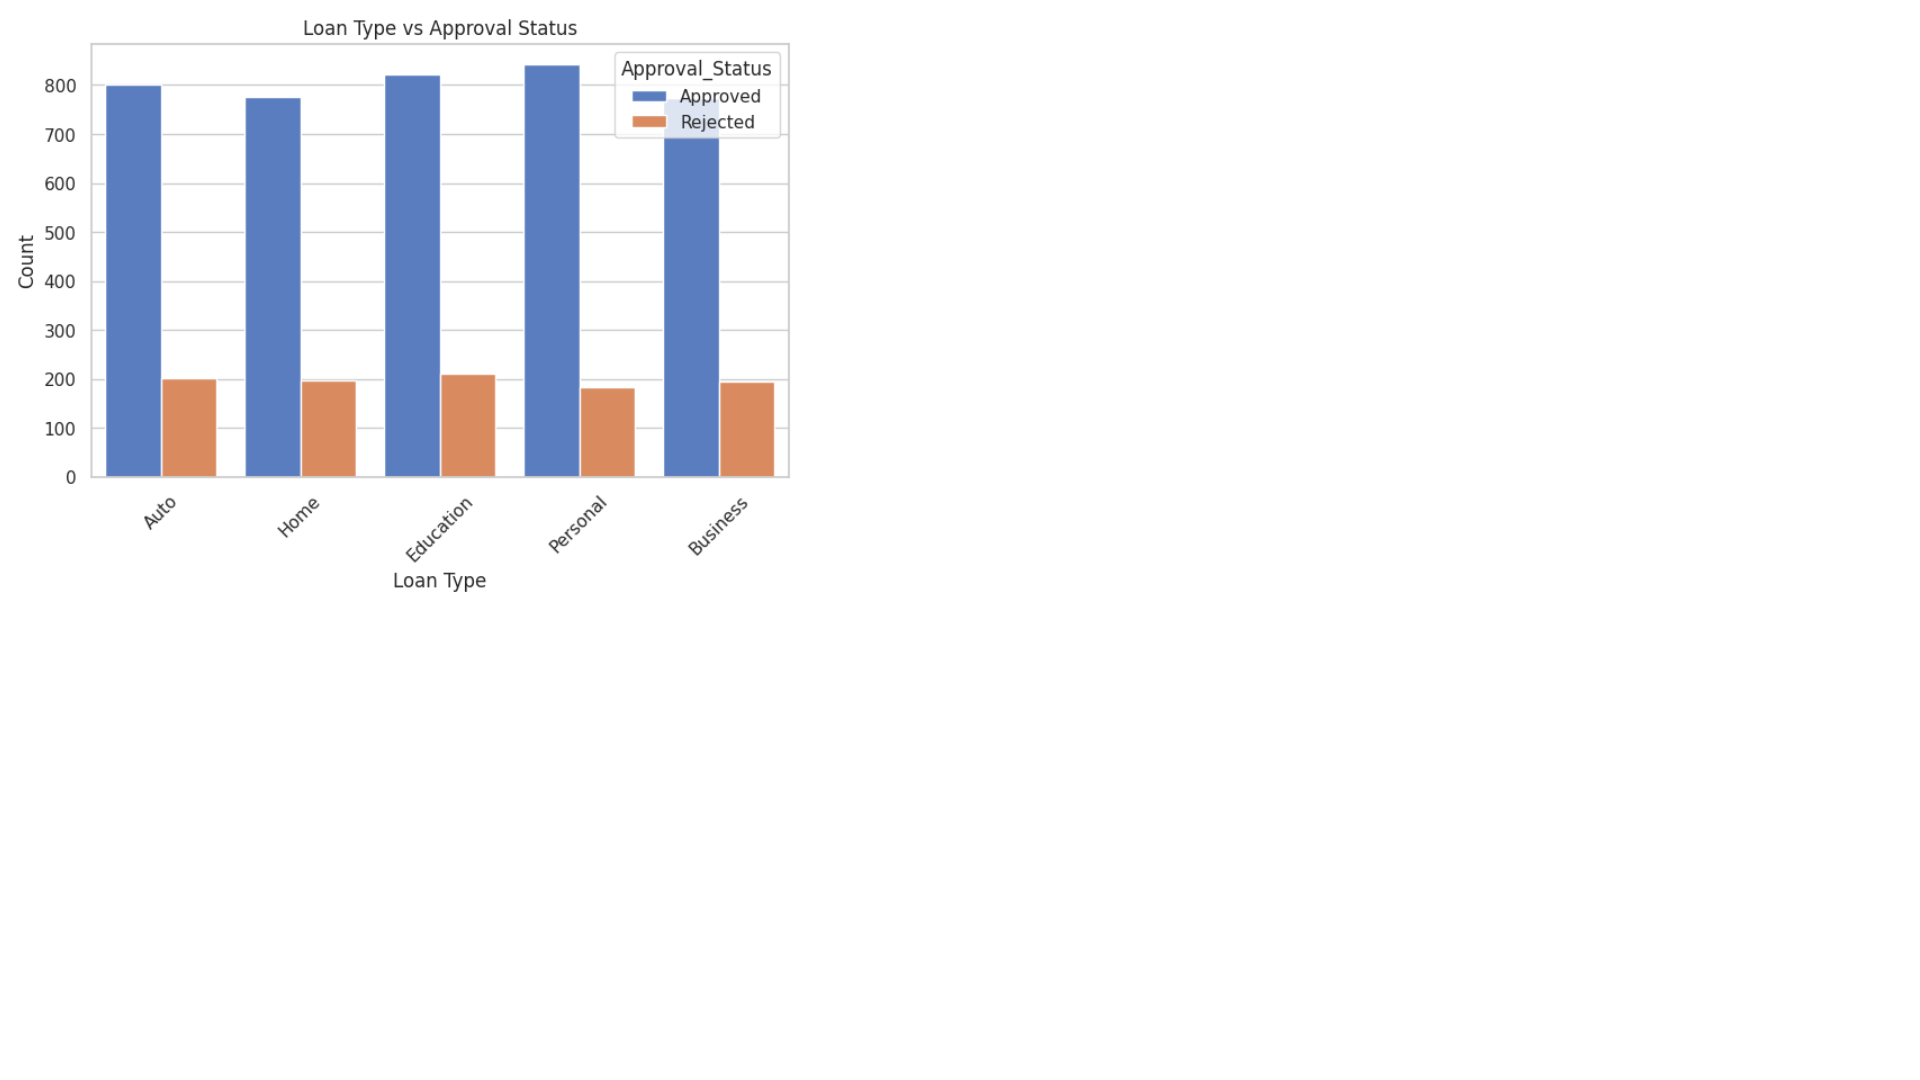 Loan Type vs Approval Status
Approval_Status
Approved
Rejected
Count
800
700
600
500
400
300
200
100
0
Auto
Home
Education
Personal
Business
Loan Type